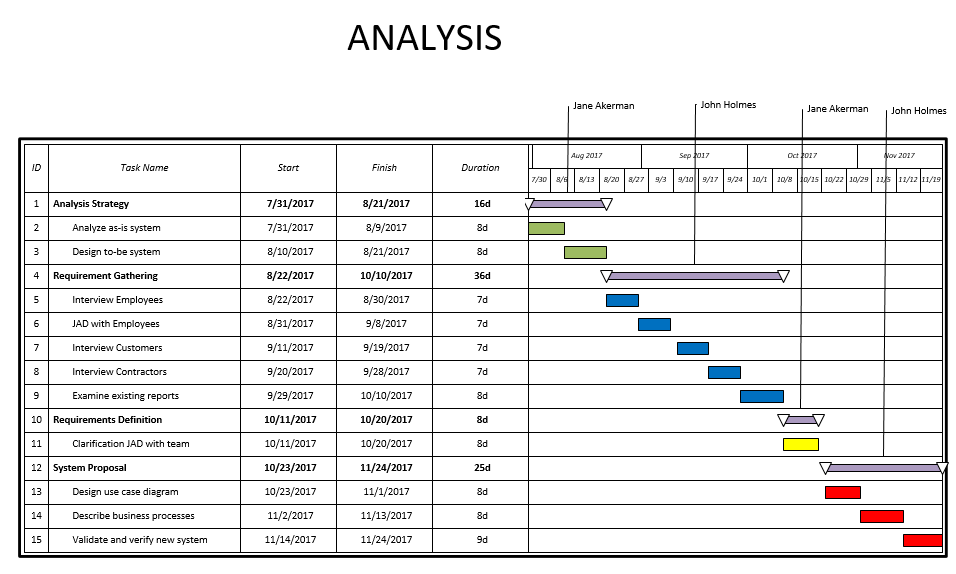 ANALYSIS
Jane Akerman John Holmes Jane Akerman John Holmes
ID Task Name Start Finish Duration Aug 2017 Sep 2017 Oct 2017 Nov 2017
7/30 8/6 8/13 8/20 8/27 9/3 9/10 9/17 9/24 10/1 10/8 10/15 10/22 10/29 11/5 11/12 11/19
1 Analysis Strategy 7/31/2017 8/21/2017 16d
2 Analyze as-is system 7/31/2017 8/9/2017 8d
3 Design to-be system 8/10/2017 8/21/2017 8d
4 Requirement Gathering 8/22/2017 10/10/2017 36d
5 Interview Employees 8/22/2017 8/30/2017 7d
6 JAD with Employees 8/31/2017 9/8/2017 7d
7 Interview Customers 9/11/2017 9/19/2017 7d
8 Interview Contractors 9/20/2017 9/28/2017 7d
9 Examine existing reports 9/29/2017 10/10/2017 8d
10 Requirements Definition 10/11/2017 10/20/2017 8d
11 Clarification JAD with team 10/11/2017 10/20/2017 8d
12 System Proposal 10/23/2017 11/24/2017 25d
13 Design use case diagram 10/23/2017 11/1/2017 8d
14 Describe business processes 11/2/2017 11/13/2017 8d
15 Validate and verify new system 11/14/2017 11/24/2017 9d